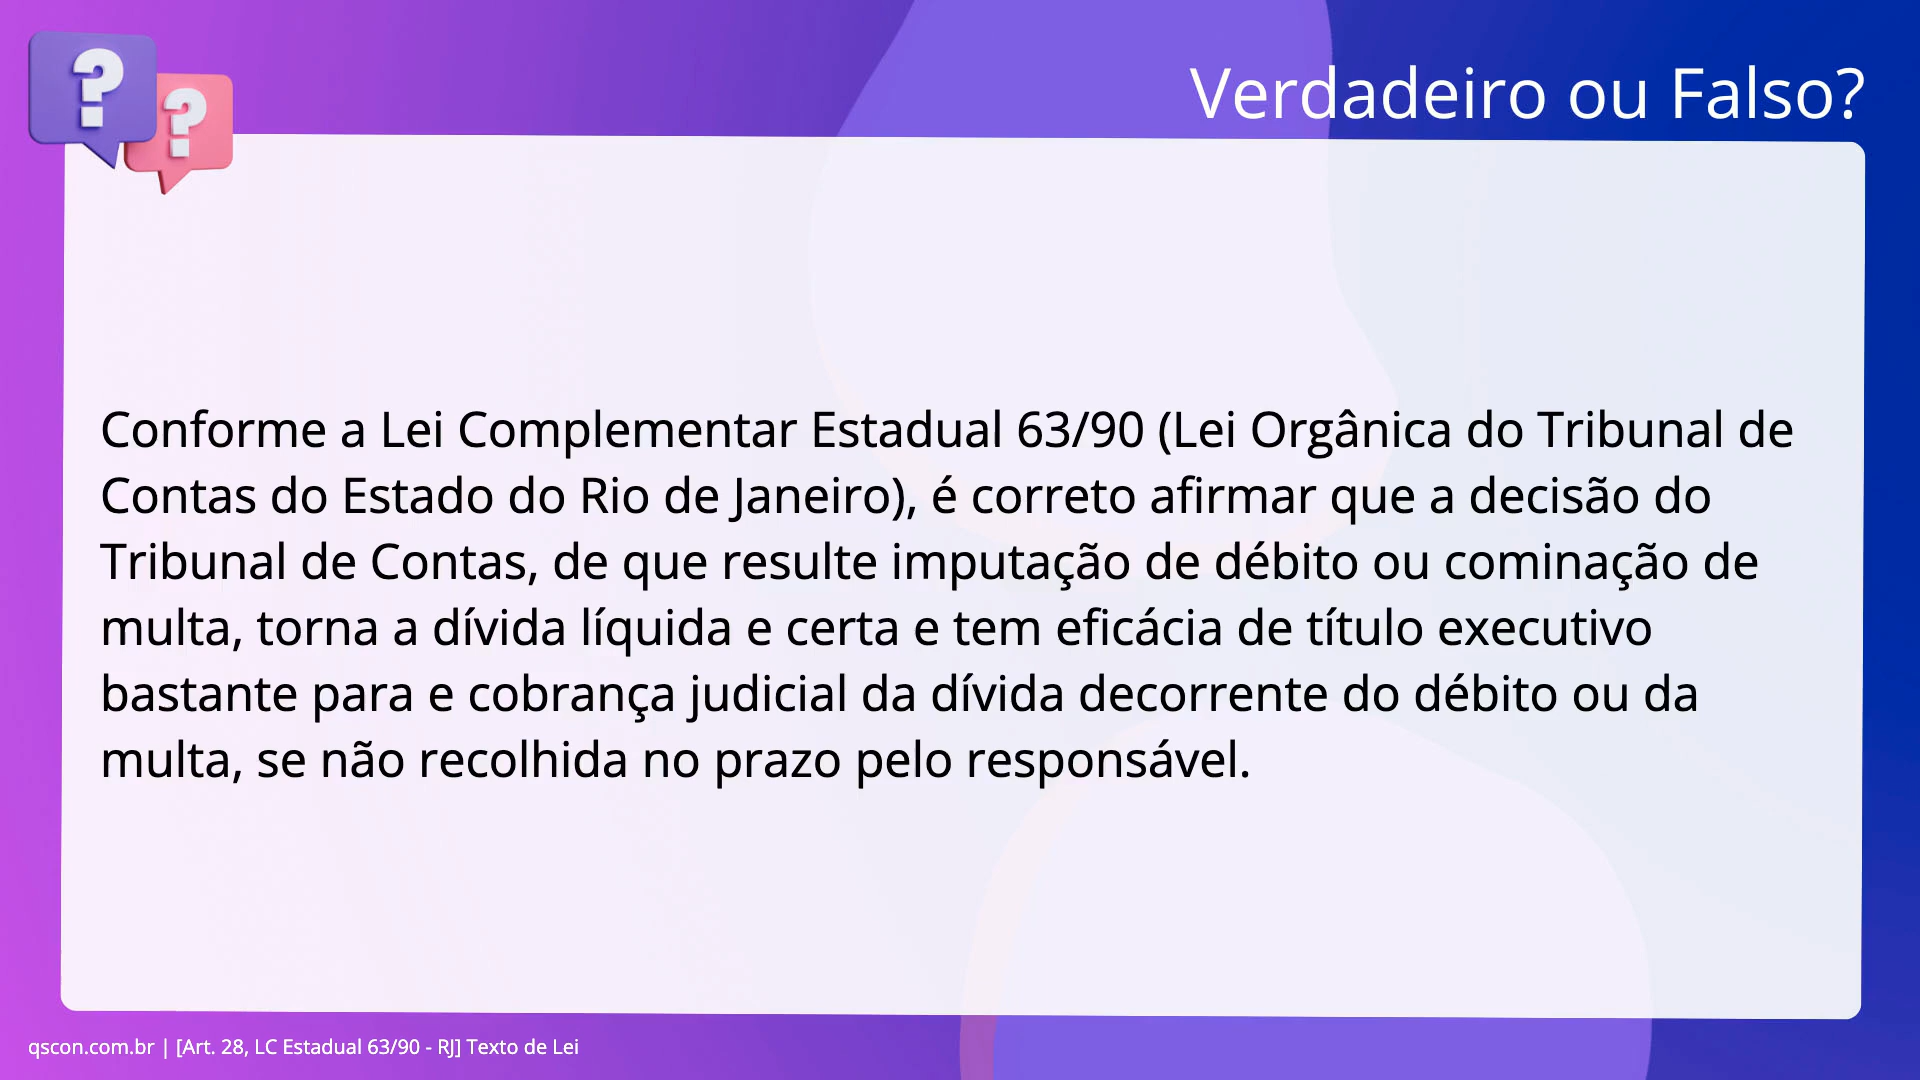 Verdadeiro ou Falso?
Conforme a Lei Complementar Estadual 63/90 (Lei Orgânica do Tribunal de
Contas do Estado do Rio de Janeiro), é correto afirmar que a decisão do
Tribunal de Contas, de que resulte imputação de débito ou cominação de
multa, torna a dívida líquida e certa e tem eficácia de título executivo
bastante para e cobrança judicial da dívida decorrente do débito ou da
multa, se não recolhida no prazo pelo responsável.
qscon.com.br | [Art. 28, LC Estadual 63/90 - RJ] Texto de Lei